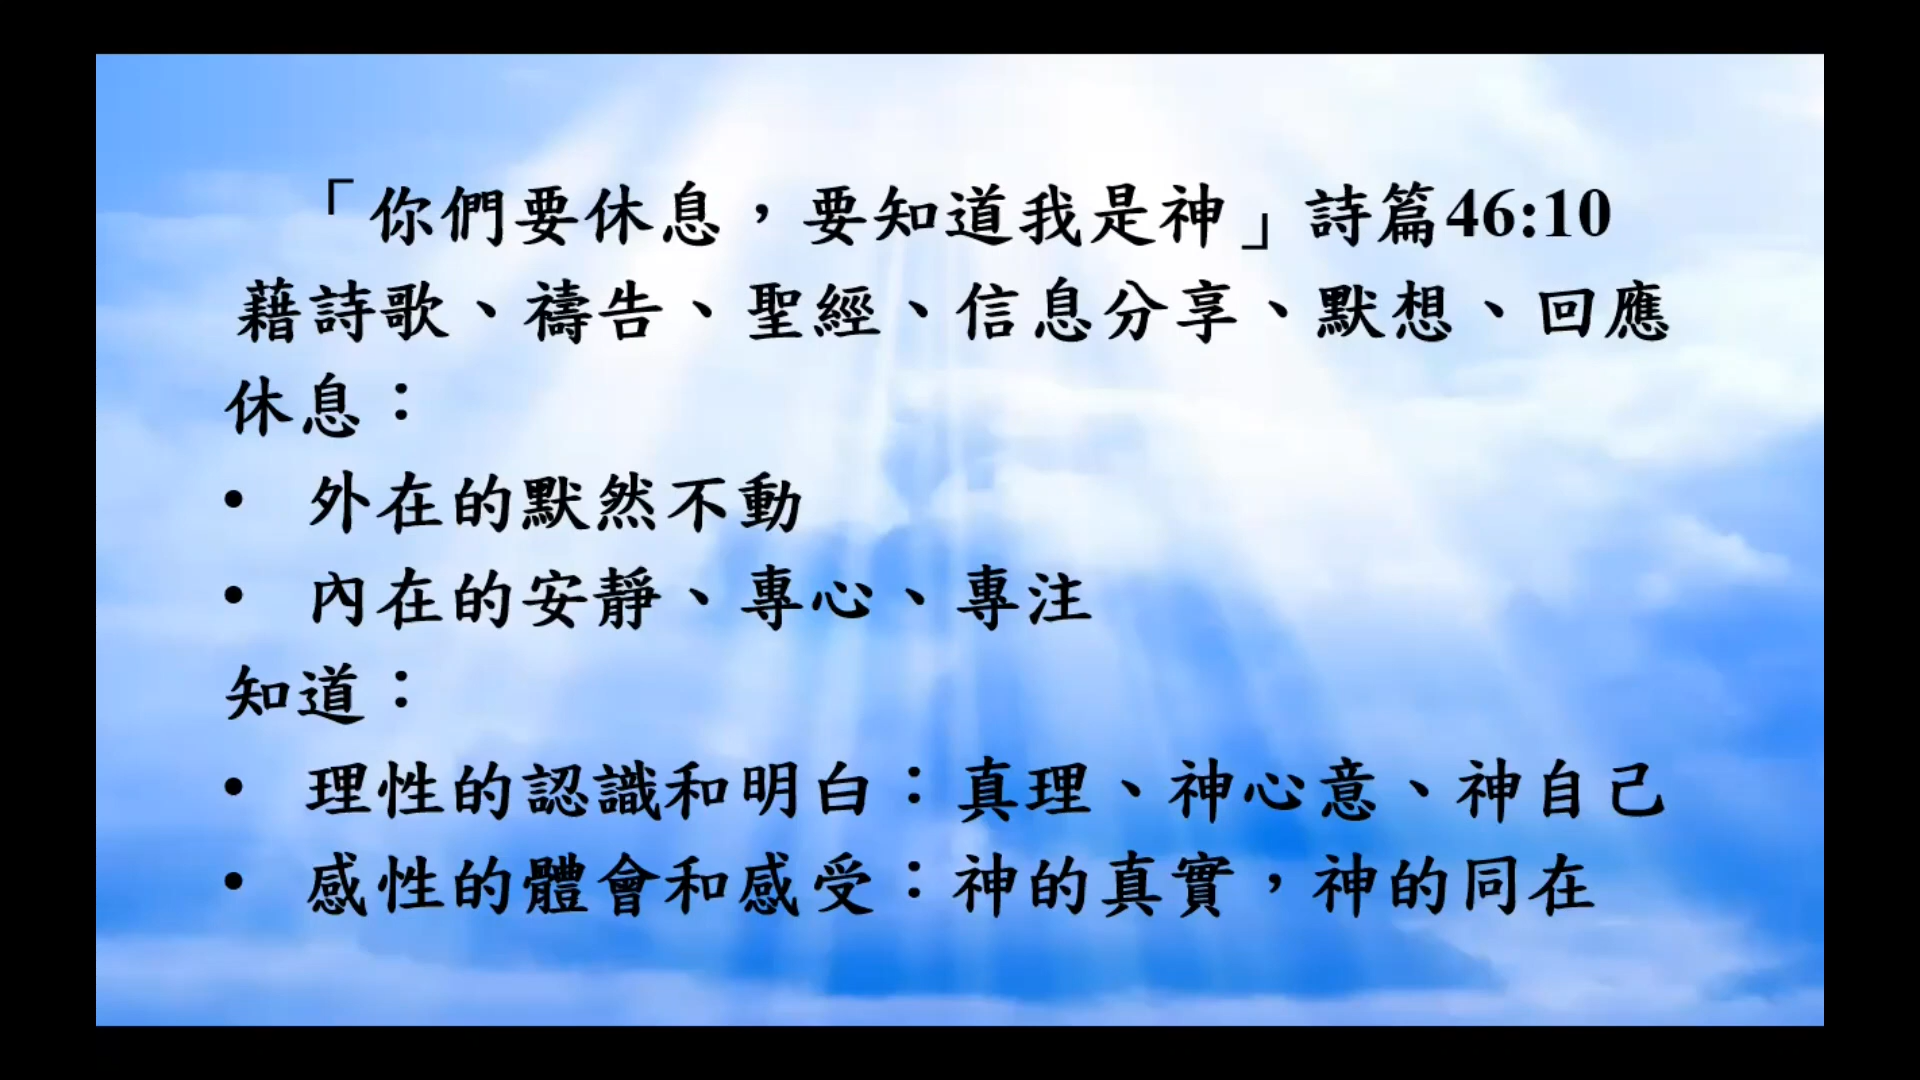 「你們要休息，要知道我是神」詩篇46:10
藉詩歌、禱告、聖經、信息分享、默想、回應
休息：
• 外在的默然不動
• 內在的安靜、專心、專注
知道：
• 理性的認識和明白：真理、神心意、神自己
• 感性的體會和感受：神的真實，神的同在